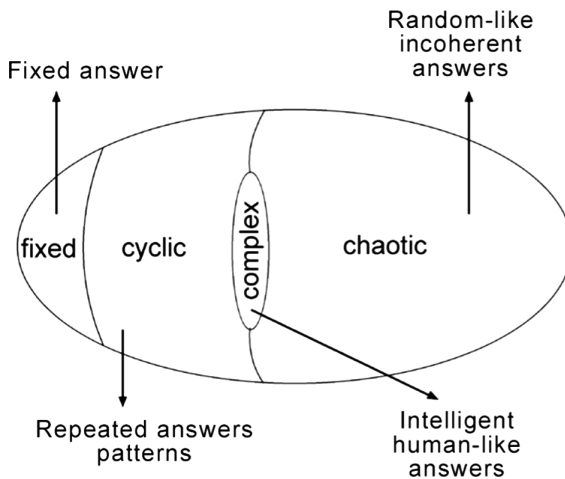 Fixed answer
Random-like
incoherent
answers
fixed
cyclic
complex
chaotic
Repeated answers
patterns
Intelligent
human-like
answers